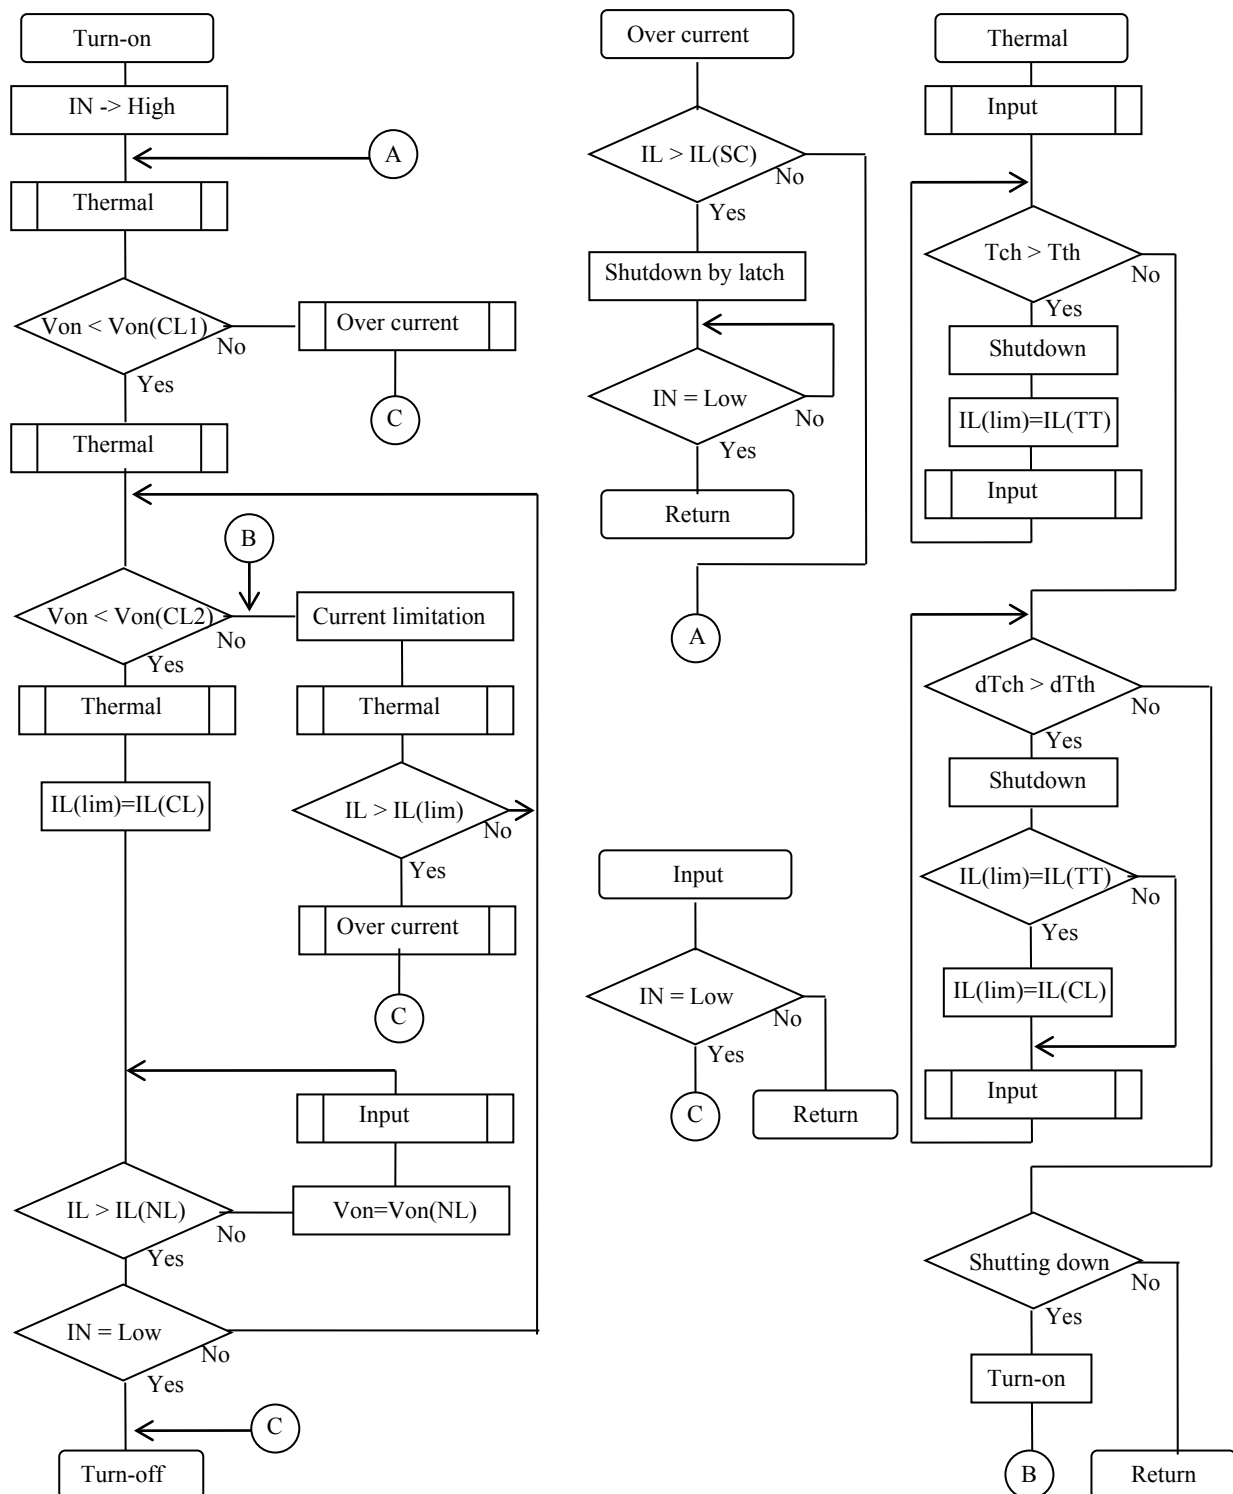 Turn-on
IN -> High
A
Thermal
Von < Von(CL1)
No
Yes
Over current
C
Thermal
B
Von < Von(CL2)
No
Yes
Current limitation
Thermal
Thermal
IL(lim)=IL(CL)
IL > IL(lim)
No
Yes
Over current
C
Input
IL > IL(NL)
No
Yes
Von=Von(NL)
IN = Low
No
Yes
C
Turn-off
Over current
IL > IL(SC)
No
Yes
Shutdown by latch
IN = Low
No
Yes
Return
A
Input
IN = Low
No
Yes
C
Return
Thermal
Input
Tch > Tth
No
Yes
Shutdown
IL(lim)=IL(TT)
Input
dTch > dTth
No
Yes
Shutdown
IL(lim)=IL(TT)
No
Yes
IL(lim)=IL(CL)
Input
Shutting down
No
Yes
Turn-on
B
Return